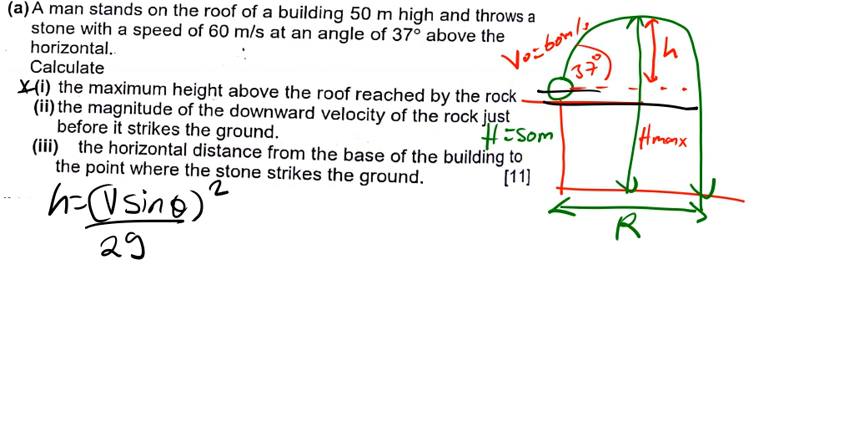 (a) A man stands on the roof of a building 50 m high and throws a
stone with a speed of 60 m/s at an angle of 37° above the
horizontal.
Calculate
(i) the maximum height above the roof reached by the rock
(ii) the magnitude of the downward velocity of the rock just
before it strikes the ground.
(iii) the horizontal distance from the base of the building to
the point where the stone strikes the ground. [11]
h=(V sin θ)²
2g
Vo=60m/s
37°
h
H=50m
Hmax
R